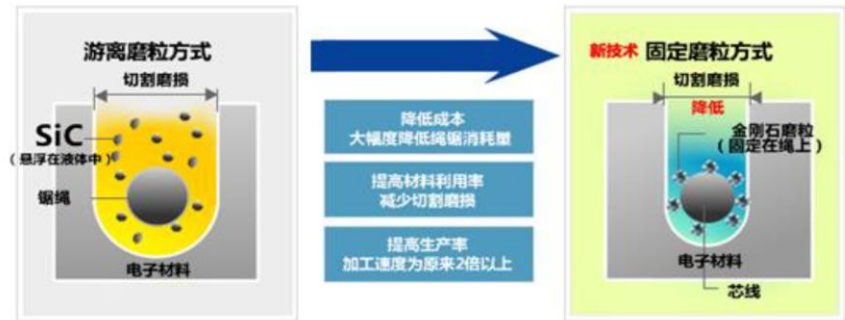 游离磨粒方式
切割磨损
SiC
(悬浮在液体中)
锯绳
电子材料
降低成本
大幅度降低绳锯消耗量
提高材料利用率
减少切割磨损
提高生产率
加工速度为原来2倍以上
新技术 固定磨粒方式
切割磨损
降低
金刚石磨粒
(固定在绳上)
电子材料
芯线